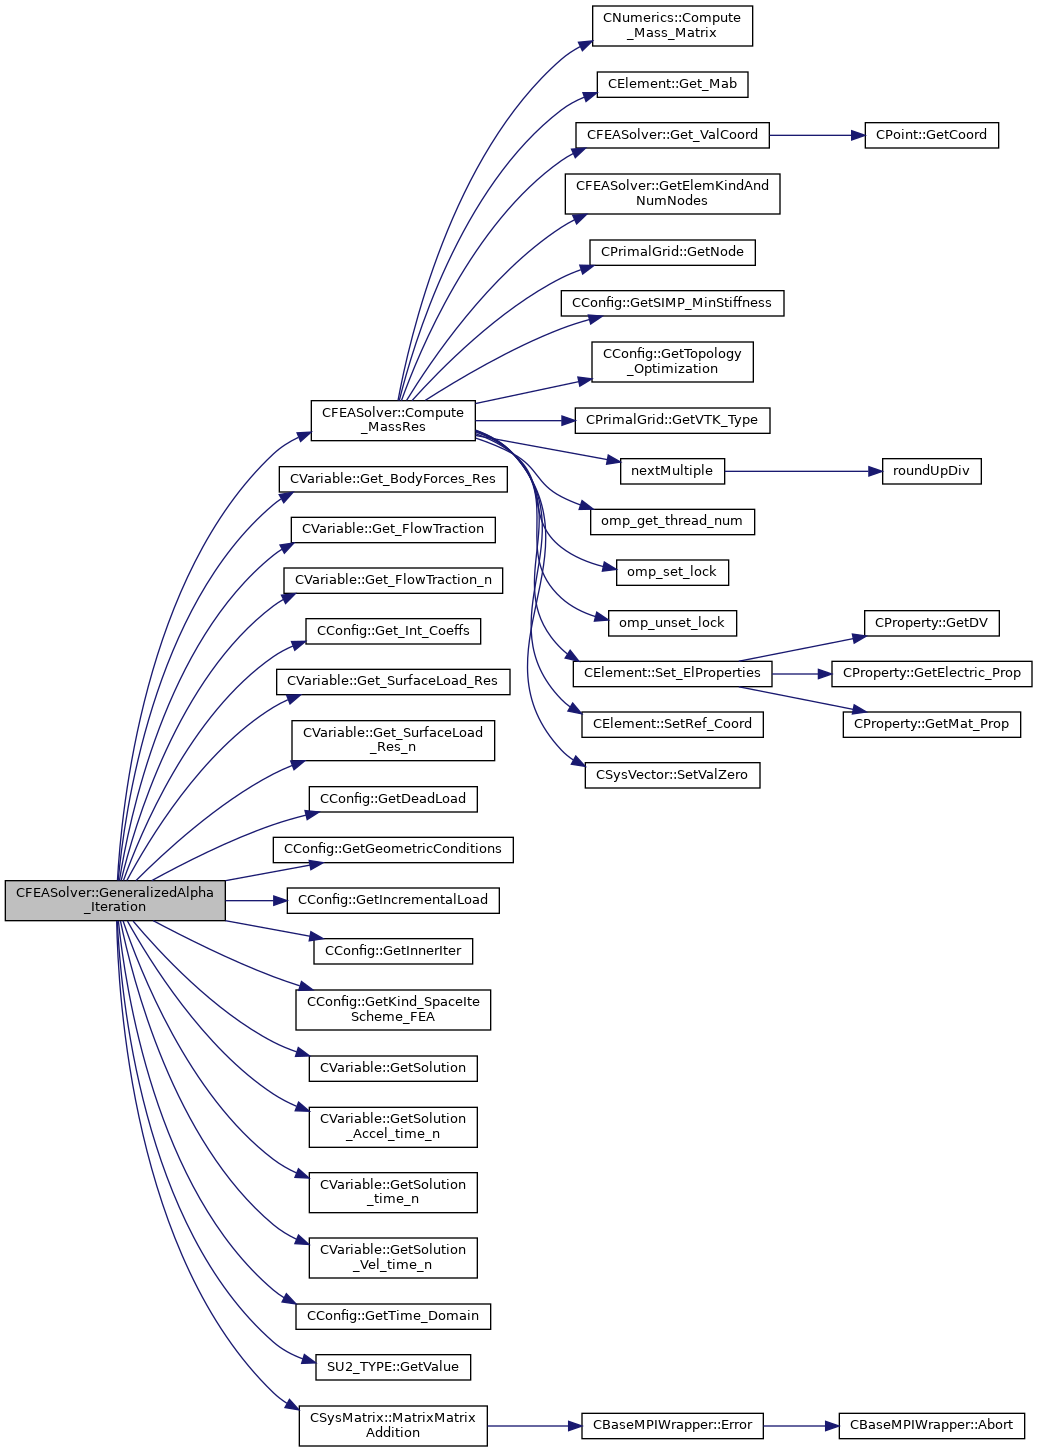 CNumerics::Compute
_Mass_Matrix
CElement::Get_Mab
CFEASolver::Get_ValCoord
CPoint::GetCoord
CFEASolver::GetElemKindAnd
NumNodes
CPrimalGrid::GetNode
CConfig::GetSIMP_MinStiffness
CConfig::GetTopology
_Optimization
CFEASolver::Compute
_MassRes
CPrimalGrid::GetVTK_Type
nextMultiple
roundUpDiv
CVariable::Get_BodyForces_Res
omp_get_thread_num
CVariable::Get_FlowTraction
omp_set_lock
CVariable::Get_FlowTraction_n
omp_unset_lock
CProperty::GetDV
CConfig::Get_Int_Coeffs
CElement::Set_ElProperties
CProperty::GetElectric_Prop
CVariable::Get_SurfaceLoad_Res
CElement::SetRef_Coord
CProperty::GetMat_Prop
CVariable::Get_SurfaceLoad
_Res_n
CSysVector::SetValZero
CConfig::GetDeadLoad
CConfig::GetGeometricConditions
CFEASolver::GeneralizedAlpha
_Iteration
CConfig::GetIncrementalLoad
CConfig::GetInnerIter
CConfig::GetKind_SpaceIte
Scheme_FEA
CVariable::GetSolution
CVariable::GetSolution
_Accel_time_n
CVariable::GetSolution
_time_n
CVariable::GetSolution
_Vel_time_n
CConfig::GetTime_Domain
SU2_TYPE::GetValue
CSysMatrix::MatrixMatrix
Addition
CBaseMPIWrapper::Error
CBaseMPIWrapper::Abort